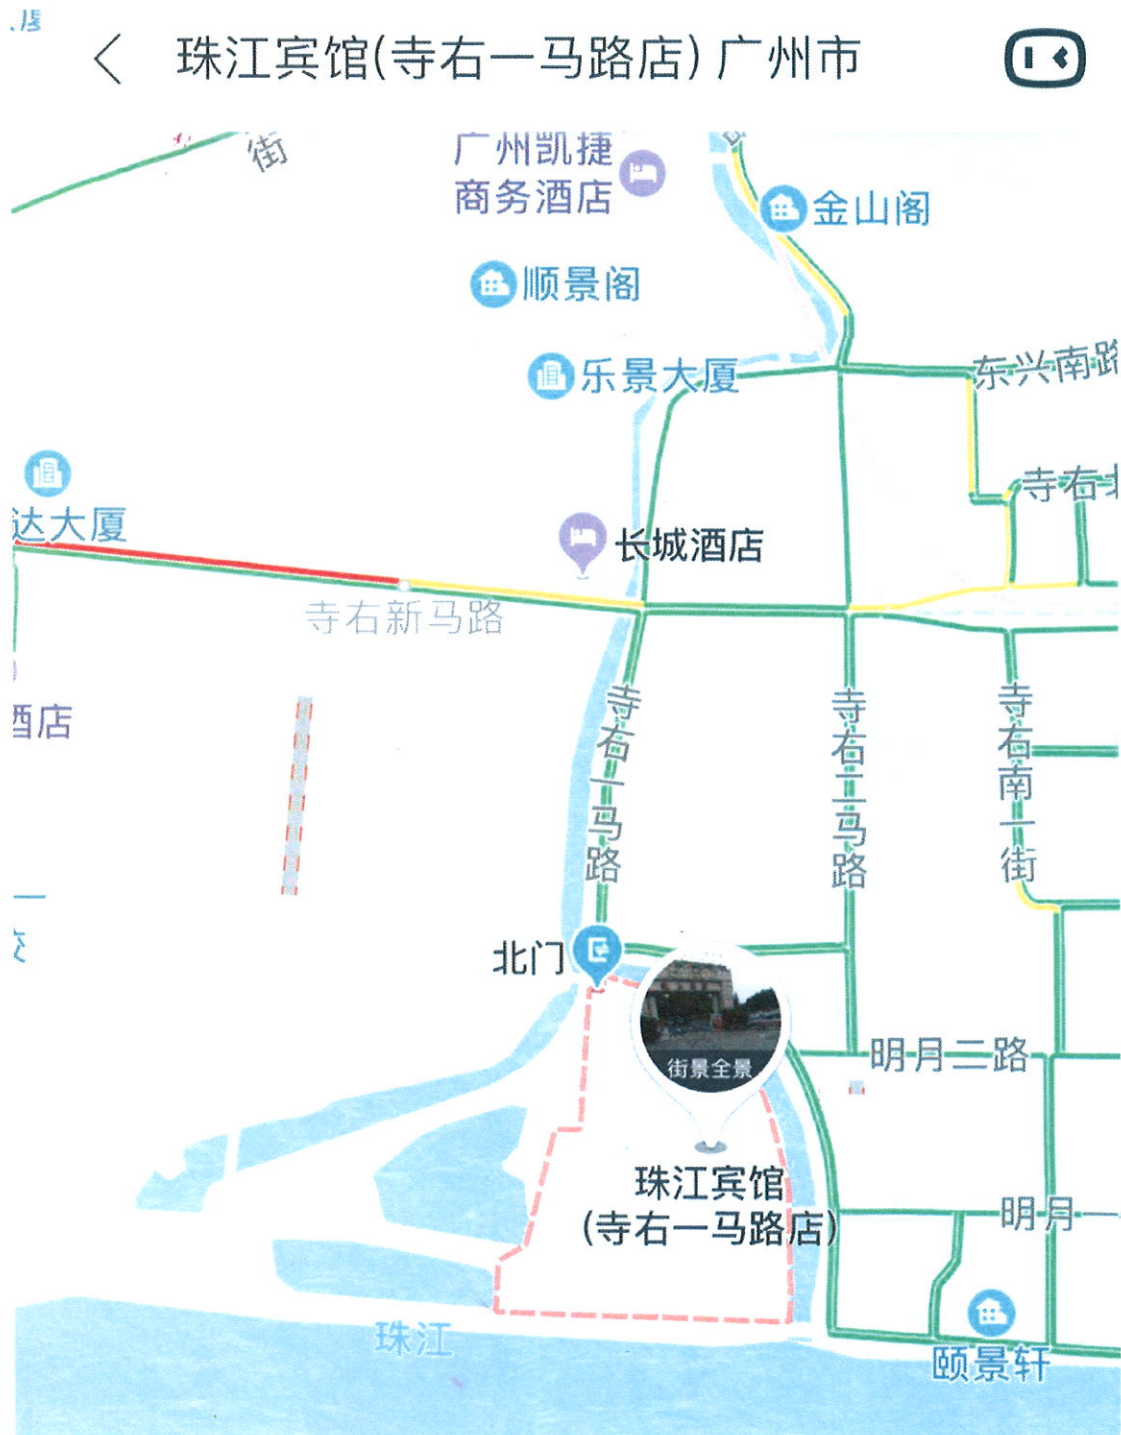 珠江宾馆(寺右一马路店) 广州市
街
广州凯捷
商务酒店
金山阁
顺景阁
乐景大厦
东兴南路
达大厦
寺右北
长城酒店
寺右新马路
酒店
寺右一马路
寺右二马路
寺右南一街
北门
街景全景
明月二路
珠江宾馆
(寺右一马路店)
明月一
珠江
颐景轩